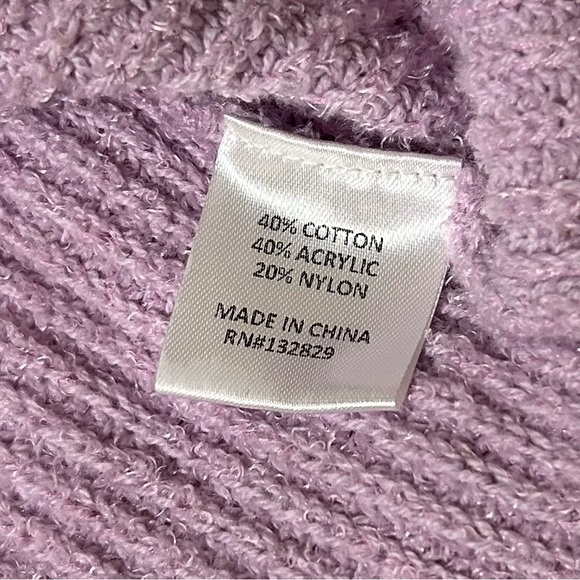 40% COTTON
40% ACRYLIC
20% NYLON
MADE IN CHINA
RN#132829